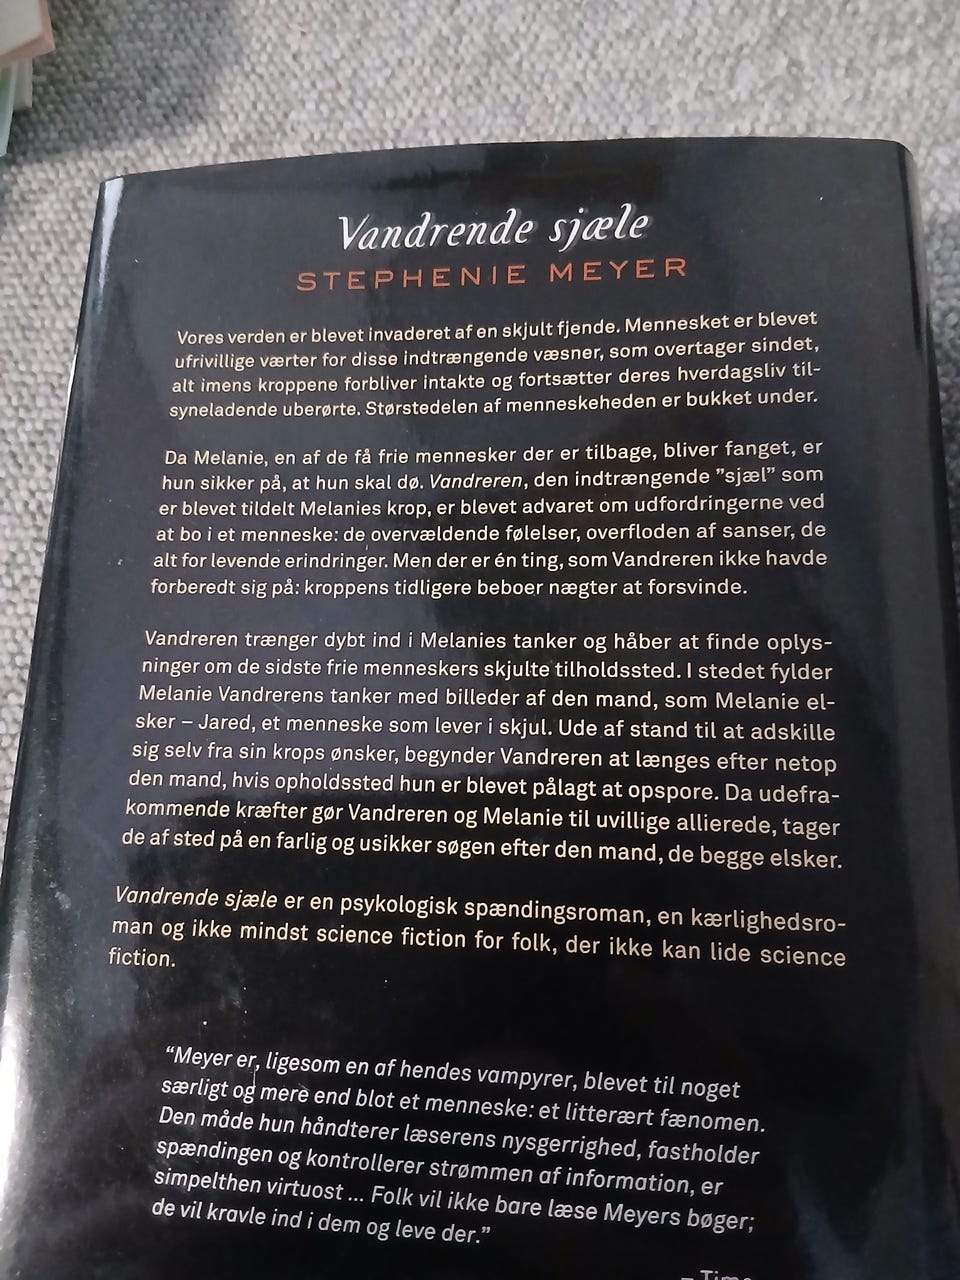 Vandrende sjæle
STEPHENIE MEYER
Vores verden er blevet invaderet af en skjult fjende. Mennesket er blevet
ufrivillige værter for disse indtrængende væsner, som overtager sindet,
alt imens kroppene forbliver intakte og fortsætter deres hverdagsliv til-
syneladende uberørte. Størstedelen af menneskeheden er bukket under.
Da Melanie, en af de få frie mennesker der er tilbage, bliver fanget, er
hun sikker på, at hun skal dø. Vandreren, den indtrængende ”sjæl” som
er blevet tildelt Melanies krop, er blevet advaret om udfordringerne ved
at bo i et menneske: de overvældende følelser, overfloden af sanser, de
alt for levende erindringer. Men der er én ting, som Vandreren ikke havde
forberedt sig på: kroppens tidligere beboer nægter at forsvinde.
Vandreren trænger dybt ind i Melanies tanker og håber at finde oplys-
ninger om de sidste frie menneskers skjulte tilholdssted. I stedet fylder
Melanie Vandrerens tanker med billeder af den mand, som Melanie el-
sker – Jared, et menneske som lever i skjul. Ude af stand til at adskille
sig selv fra sin krops ønsker, begynder Vandreren at længes efter netop
den mand, hvis opholdssted hun er blevet pålagt at opspore. Da udefra-
kommende kræfter gør Vandreren og Melanie til uvillige allierede, tager
de af sted på en farlig og usikker søgen efter den mand, de begge elsker.
Vandrende sjæle er en psykologisk spændingsroman, en kærlighedsro-
man og ikke mindst science fiction for folk, der ikke kan lide science
fiction.
“Meyer er, ligesom en af hendes vampyrer, blevet til noget
særligt og mere end blot et menneske: et litterært fænomen.
Den måde hun håndterer læserens nysgerrighed, fastholder
spændingen og kontrollerer strømmen af information, er
simpelthen virtuost ... Folk vil ikke bare læse Meyers bøger;
de vil kravle ind i dem og leve der.”
– Time